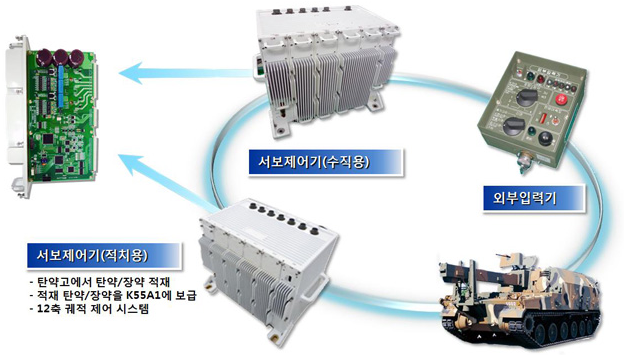 서보제어기(수직용)
외부입력기
서보제어기(적치용)
- 탄약고에서 탄약/장약 적재
- 적재 탄약/장약을 K55A1에 보급
- 12축 궤적 제어 시스템